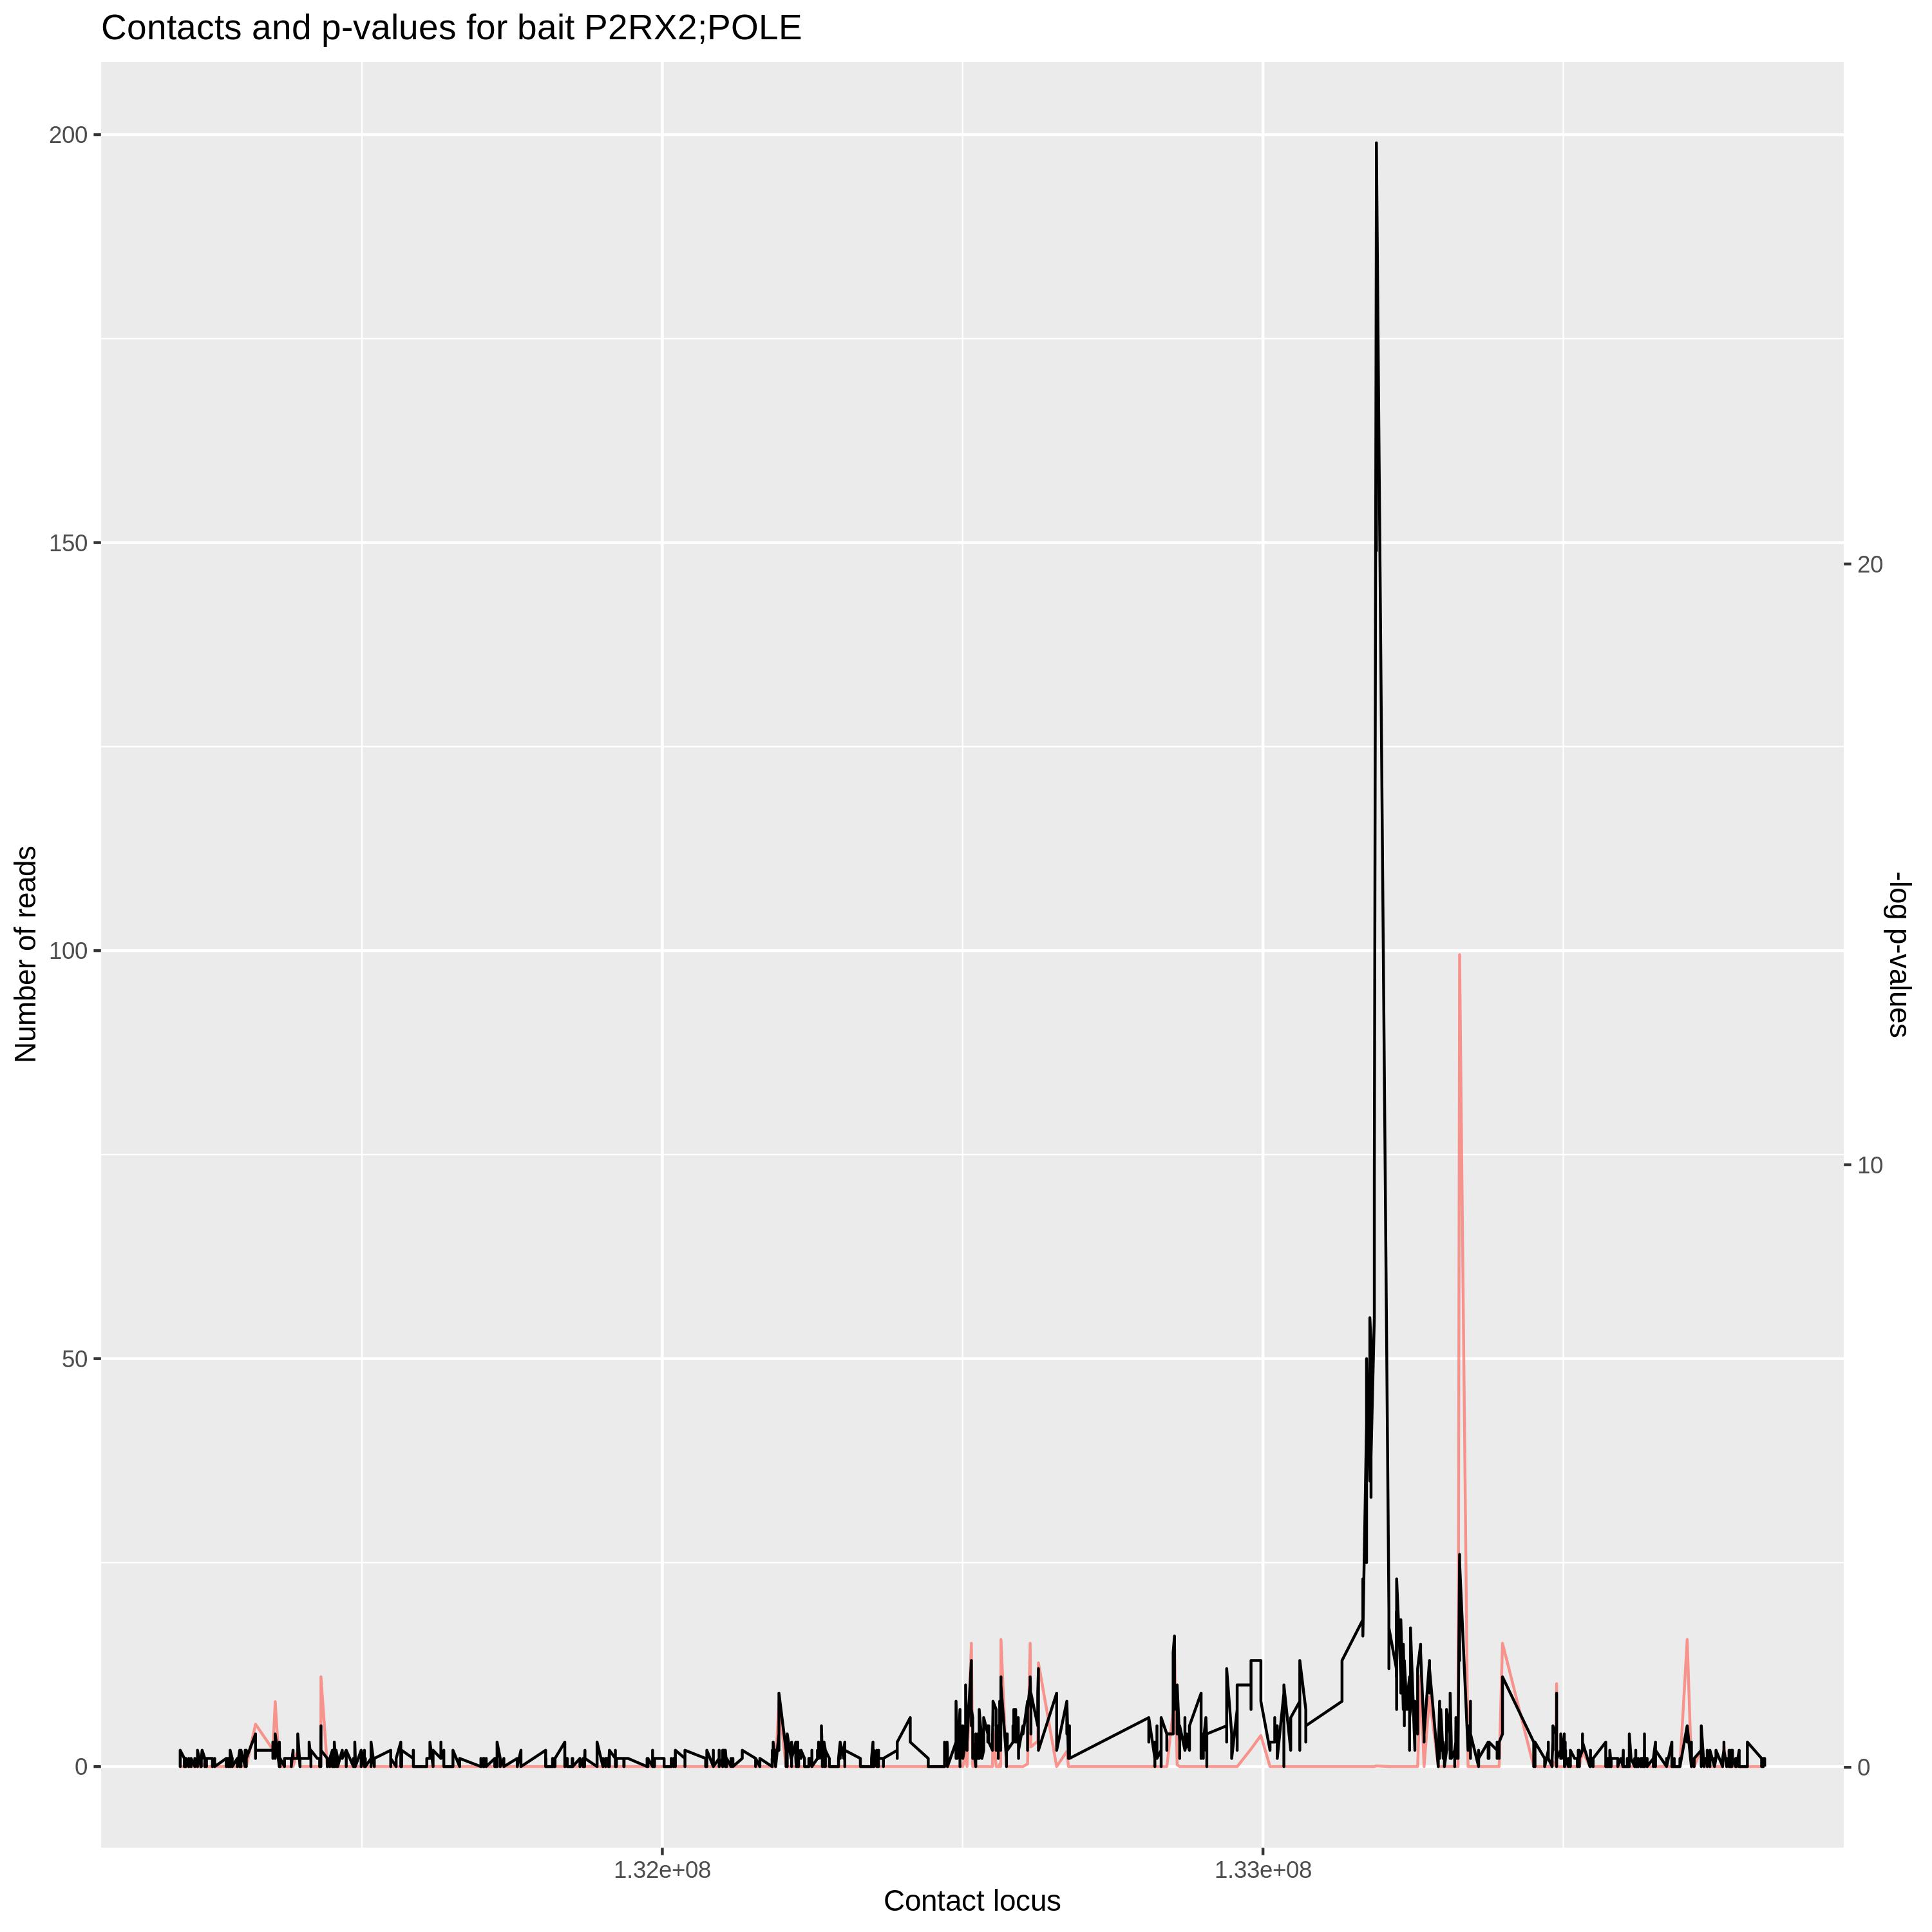 Contacts and p-values for bait P2RX2;POLE
200
150
100
50
0
Number of reads
20
10
0
-log p-values
1.32e+08
1.33e+08
Contact locus